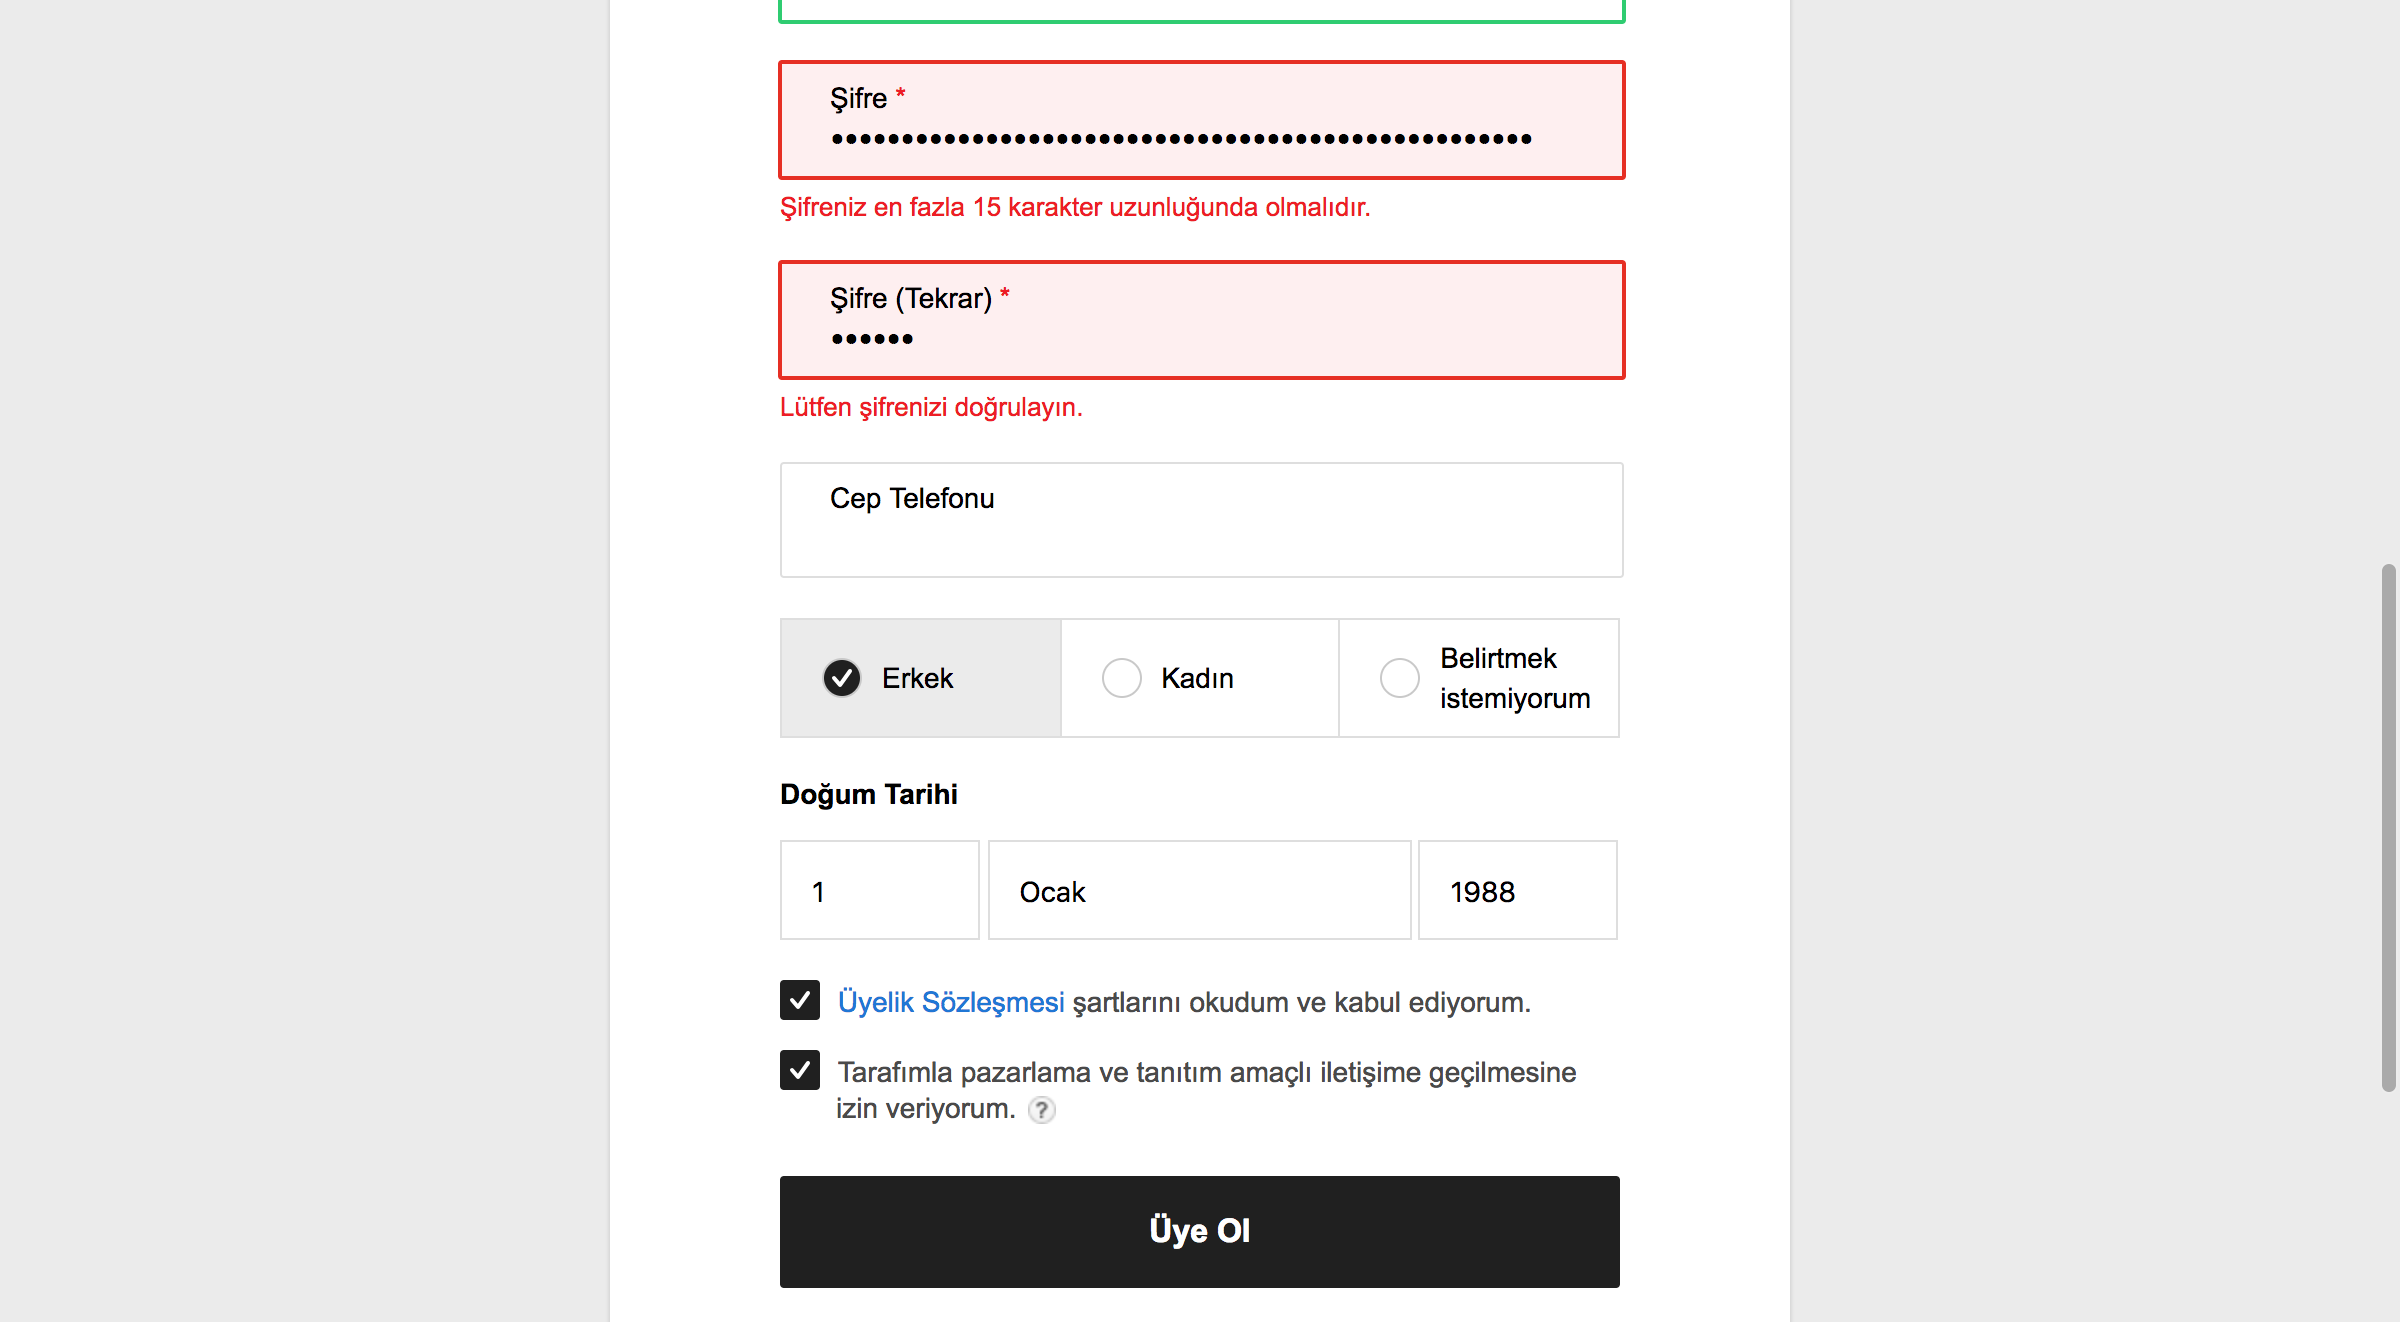 Şifre *
••••••••••••••••••••••••••••••••••••••••••••••••••
Şifreniz en fazla 15 karakter uzunluğunda olmalıdır.
Şifre (Tekrar) *
••••••
Lütfen şifrenizi doğrulayın.
Cep Telefonu
Erkek
Kadın
Belirtmek
istemiyorum
Doğum Tarihi
1
Ocak
1988
Üyelik Sözleşmesi şartlarını okudum ve kabul ediyorum.
Tarafımla pazarlama ve tanıtım amaçlı iletişime geçilmesine
izin veriyorum. ?
Üye Ol